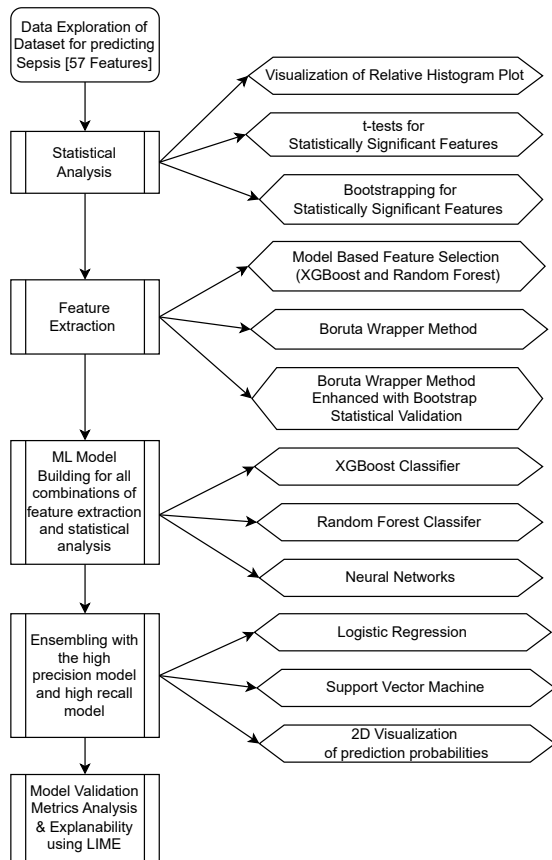 Data Exploration of
Dataset for predicting
Sepsis [57 Features]
Visualization of Relative Histogram Plot
t-tests for
Statistically Significant Features
Statistical
Analysis
Bootstrapping for
Statistically Significant Features
Model Based Feature Selection
(XGBoost and Random Forest)
Feature
Extraction
Boruta Wrapper Method
Boruta Wrapper Method
Enhanced with Bootstrap
Statistical Validation
ML Model
Building for all
combinations of
feature extraction
and statistical
analysis
XGBoost Classifier
Random Forest Classifer
Neural Networks
Ensembling with
the high
precision model
and high recall
model
Logistic Regression
Support Vector Machine
2D Visualization
of prediction probabilities
Model Validation
Metrics Analysis
& Explanability
using LIME